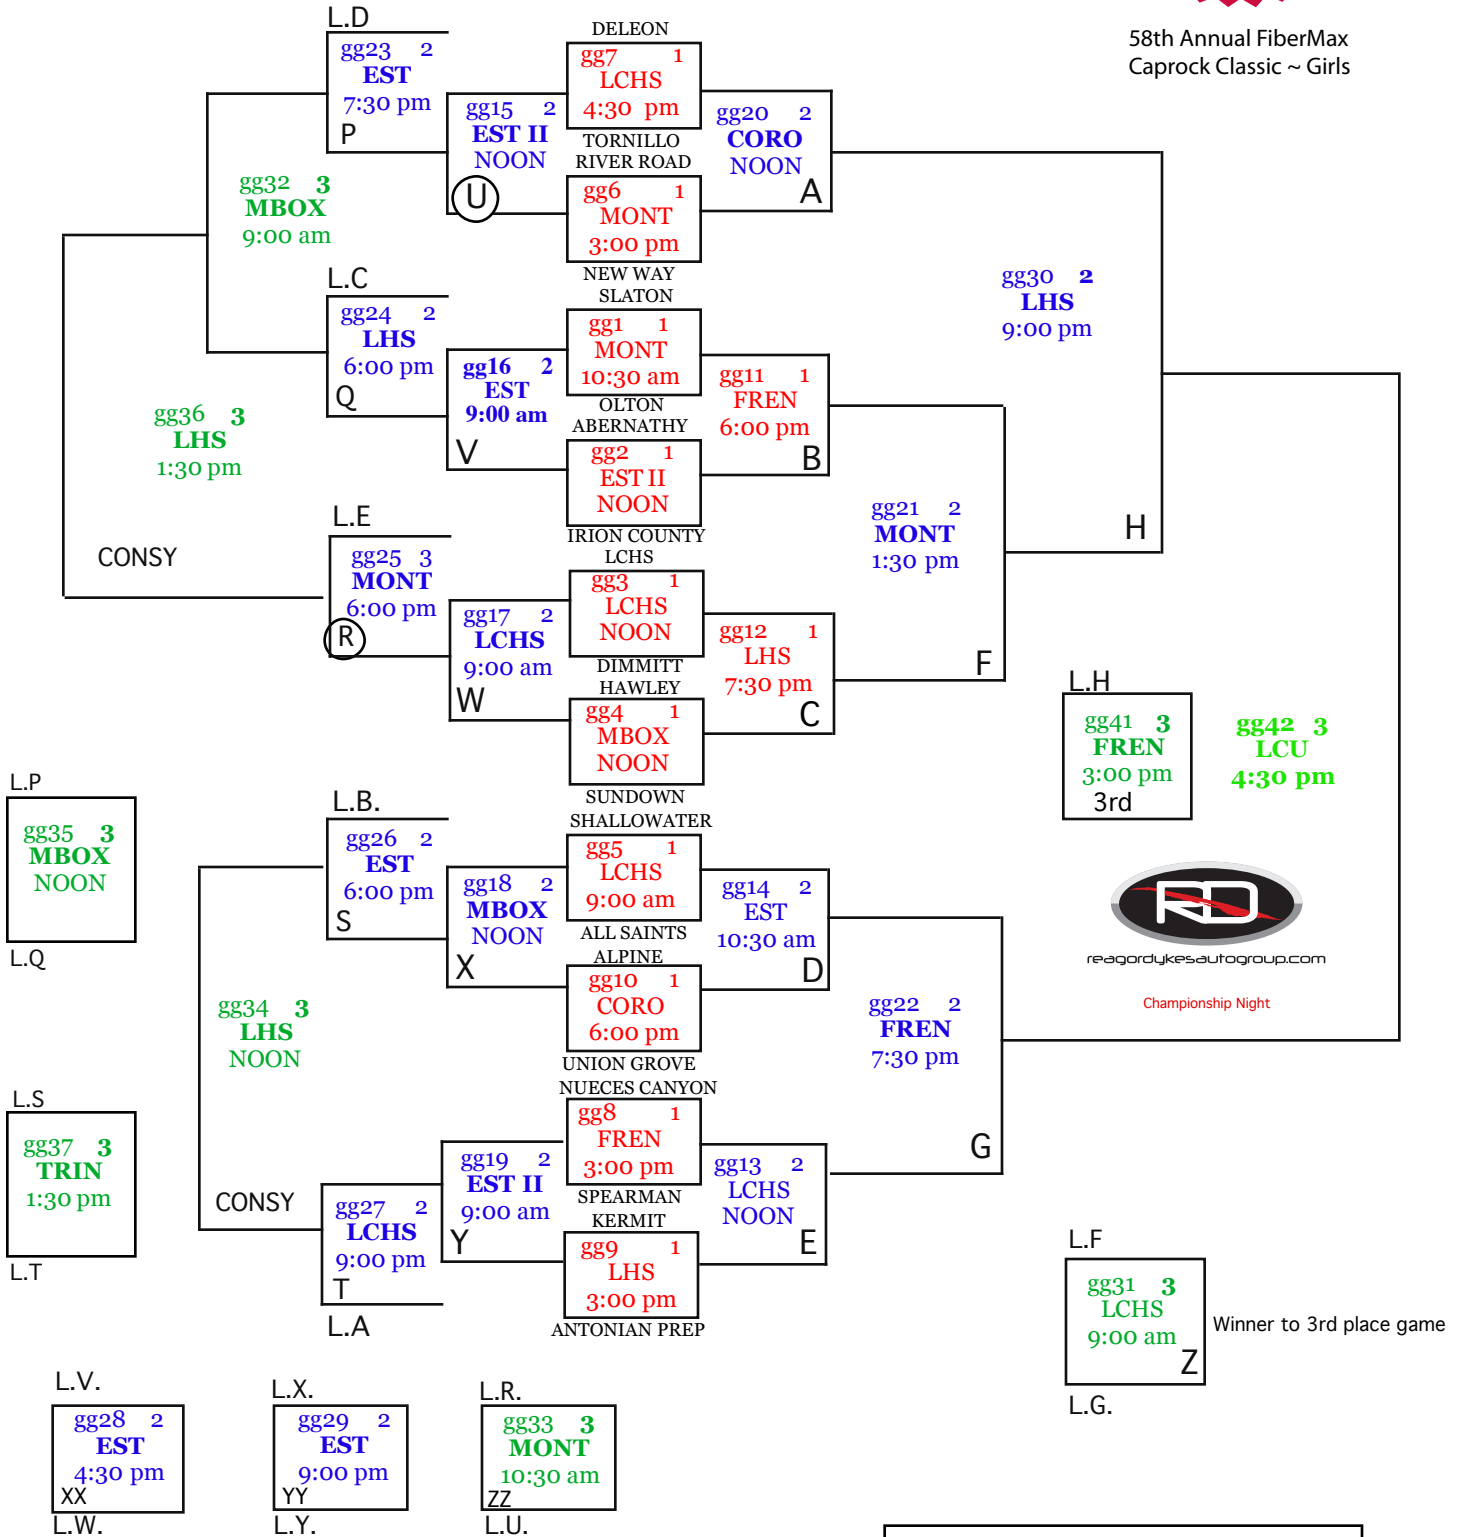 58th Annual FiberMax
Caprock Classic ~ Girls
L.D
gg23 2
EST
7:30 pm
P
gg15 2
EST II
NOON
U
DELEON
gg7 1
LCHS
4:30 pm
TORNILLO
RIVER ROAD
gg6 1
MONT
3:00 pm
NEW WAY
gg20 2
CORO
NOON
A
gg32 3
MBOX
9:00 am
L.C
gg24 2
LHS
6:00 pm
Q
gg16 2
EST
9:00 am
V
SLATON
gg1 1
MONT
10:30 am
OLTON
ABERNATHY
gg2 1
EST II
NOON
IRION COUNTY
gg11 1
FREN
6:00 pm
B
gg30 2
LHS
9:00 pm
H
gg36 3
LHS
1:30 pm
CONSY
L.E
gg25 3
MONT
6:00 pm
R
gg17 2
LCHS
9:00 am
W
LCHS
gg3 1
LCHS
NOON
DIMMITT
HAWLEY
gg4 1
MBOX
NOON
SUNDOWN
gg12 1
LHS
7:30 pm
C
gg21 2
MONT
1:30 pm
F
L.H
gg41 3
FREN
3:00 pm
3rd
gg42 3
LCU
4:30 pm
L.P
gg35 3
MBOX
NOON
L.Q
L.B.
gg26 2
EST
6:00 pm
S
gg18 2
MBOX
NOON
X
SHALLOWATER
gg5 1
LCHS
9:00 am
ALL SAINTS
ALPINE
gg10 1
CORO
6:00 pm
UNION GROVE
gg14 2
EST
10:30 am
D
gg22 2
FREN
7:30 pm
G
RD
reagordykesautogroup.com
Championship Night
gg34 3
LHS
NOON
L.S
gg37 3
TRIN
1:30 pm
L.T
CONSY
gg27 2
LCHS
9:00 pm
T
L.A
gg19 2
EST II
9:00 am
Y
NUECES CANYON
gg8 1
FREN
3:00 pm
SPEARMAN
KERMIT
gg9 1
LHS
3:00 pm
ANTONIAN PREP
gg13 2
LCHS
NOON
E
L.F
gg31 3
LCHS
9:00 am
Z
L.G.
Winner to 3rd place game
L.V.
gg28 2
EST
4:30 pm
XX
L.W.
L.X.
gg29 2
EST
9:00 pm
YY
L.Y.
L.R.
gg33 3
MONT
10:30 am
ZZ
L.U.